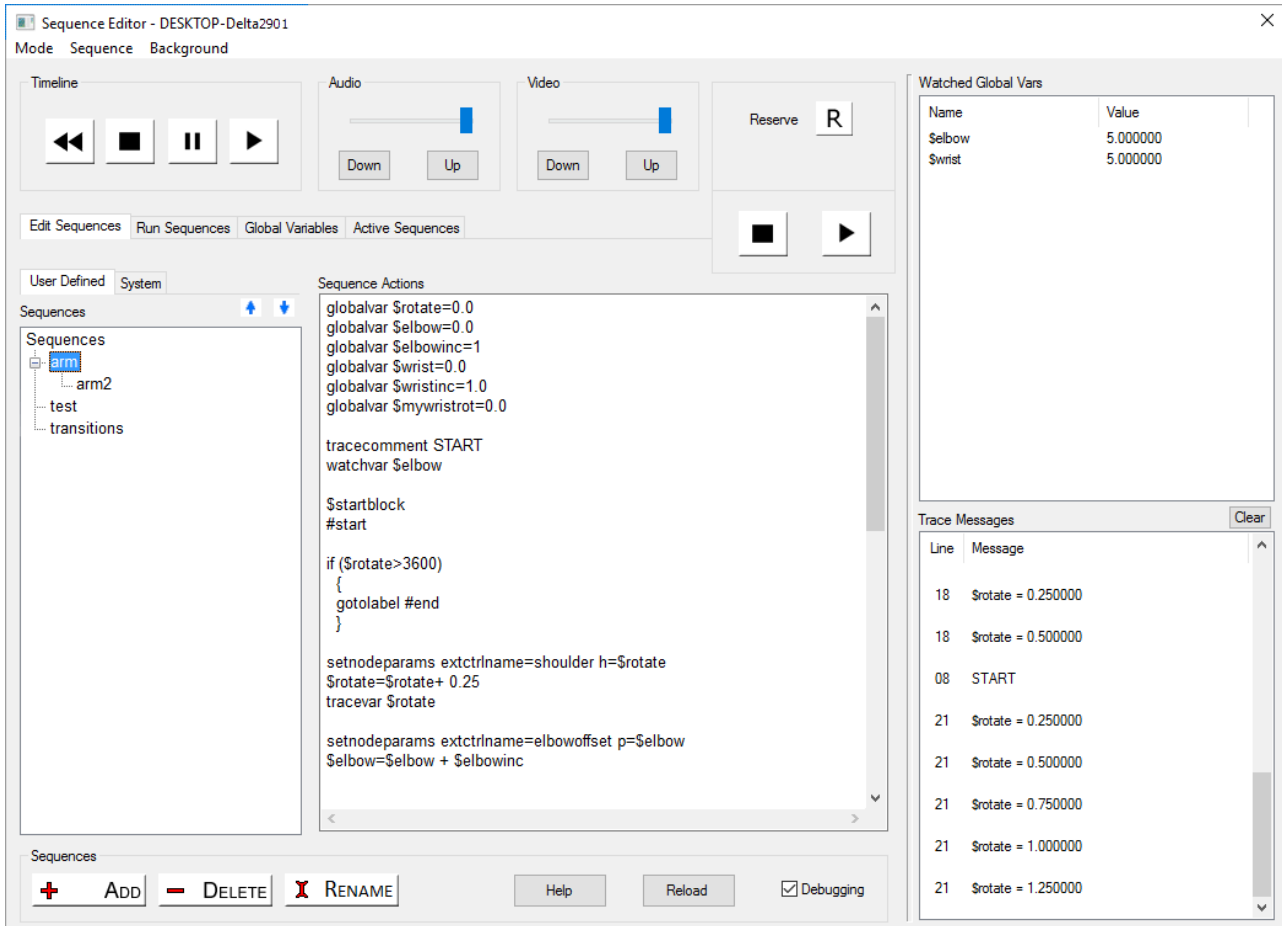 Sequence Editor - DESKTOP-Delta2901
Mode Sequence Background
Timeline
Audio
Down Up
Video
Down Up
Reserve R
Edit Sequences Run Sequences Global Variables Active Sequences
User Defined System
Sequences
Sequences
arm
arm2
test
transitions
Sequence Actions
globalvar $rotate=0.0
globalvar $elbow=0.0
globalvar $elbowinc=1
globalvar $wrist=0.0
globalvar $wristinc=1.0
globalvar $mywristrot=0.0
tracecomment START
watchvar $elbow
$startblock
#start
if ($rotate>3600)
{
gotolabel #end
}
setnodeparams extctrlname=shoulder h=$rotate
$rotate=$rotate+ 0.25
tracevar $rotate
setnodeparams extctrlname=elbowoffset p=$elbow
$elbow=$elbow + $elbowinc
Sequences
ADD DELETE RENAME Help Reload Debugging
Watched Global Vars
Name Value
$elbow 5.000000
$wrist 5.000000
Trace Messages Clear
Line Message
18 $rotate = 0.250000
18 $rotate = 0.500000
08 START
21 $rotate = 0.250000
21 $rotate = 0.500000
21 $rotate = 0.750000
21 $rotate = 1.000000
21 $rotate = 1.250000